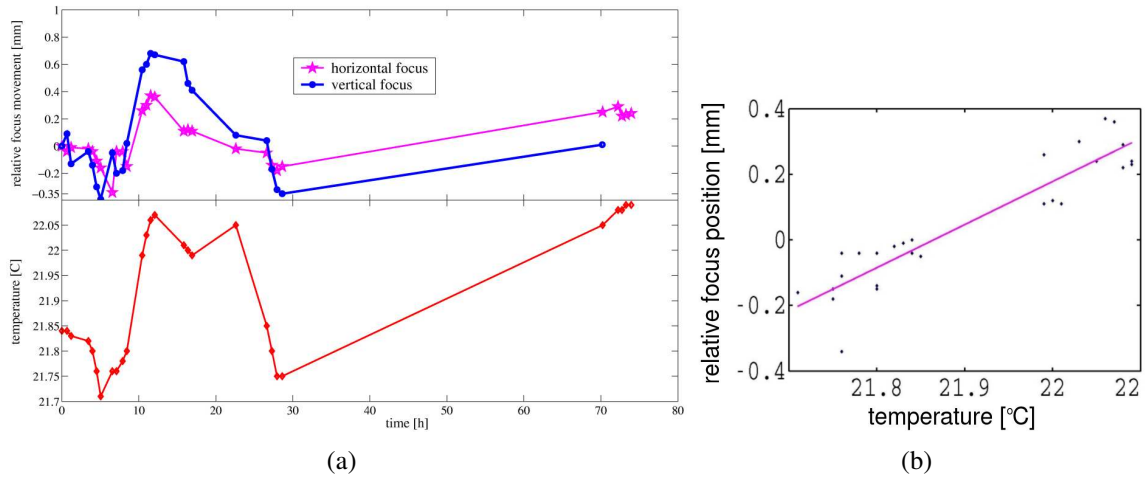 1
0.8
0.6
0.4
0.2
0
−0.2
−0.35
relative focus movement [mm]
horizontal focus
vertical focus
22.05
22
21.95
21.9
21.85
21.8
21.75
21.7
temperature [C]
0 10 20 30 40 50 60 70 80
time [h]
(a)
0.4
0.2
0
-0.2
-0.4
relative focus position [mm]
21.8 21.9 22 22
temperature [°C]
(b)